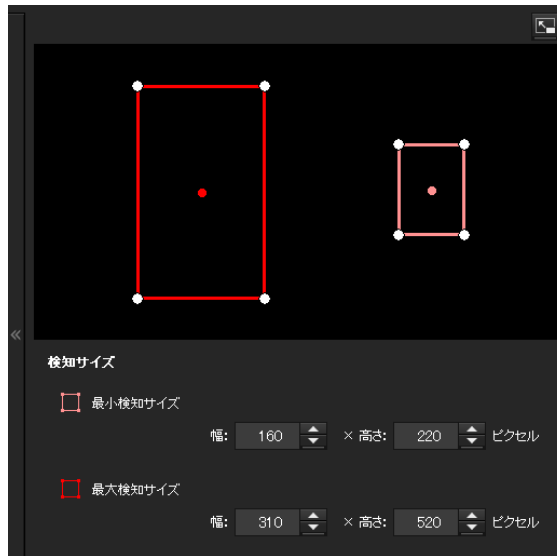 «
検知サイズ
最小検知サイズ
幅: 160 × 高さ: 220 ピクセル
最大検知サイズ
幅: 310 × 高さ: 520 ピクセル